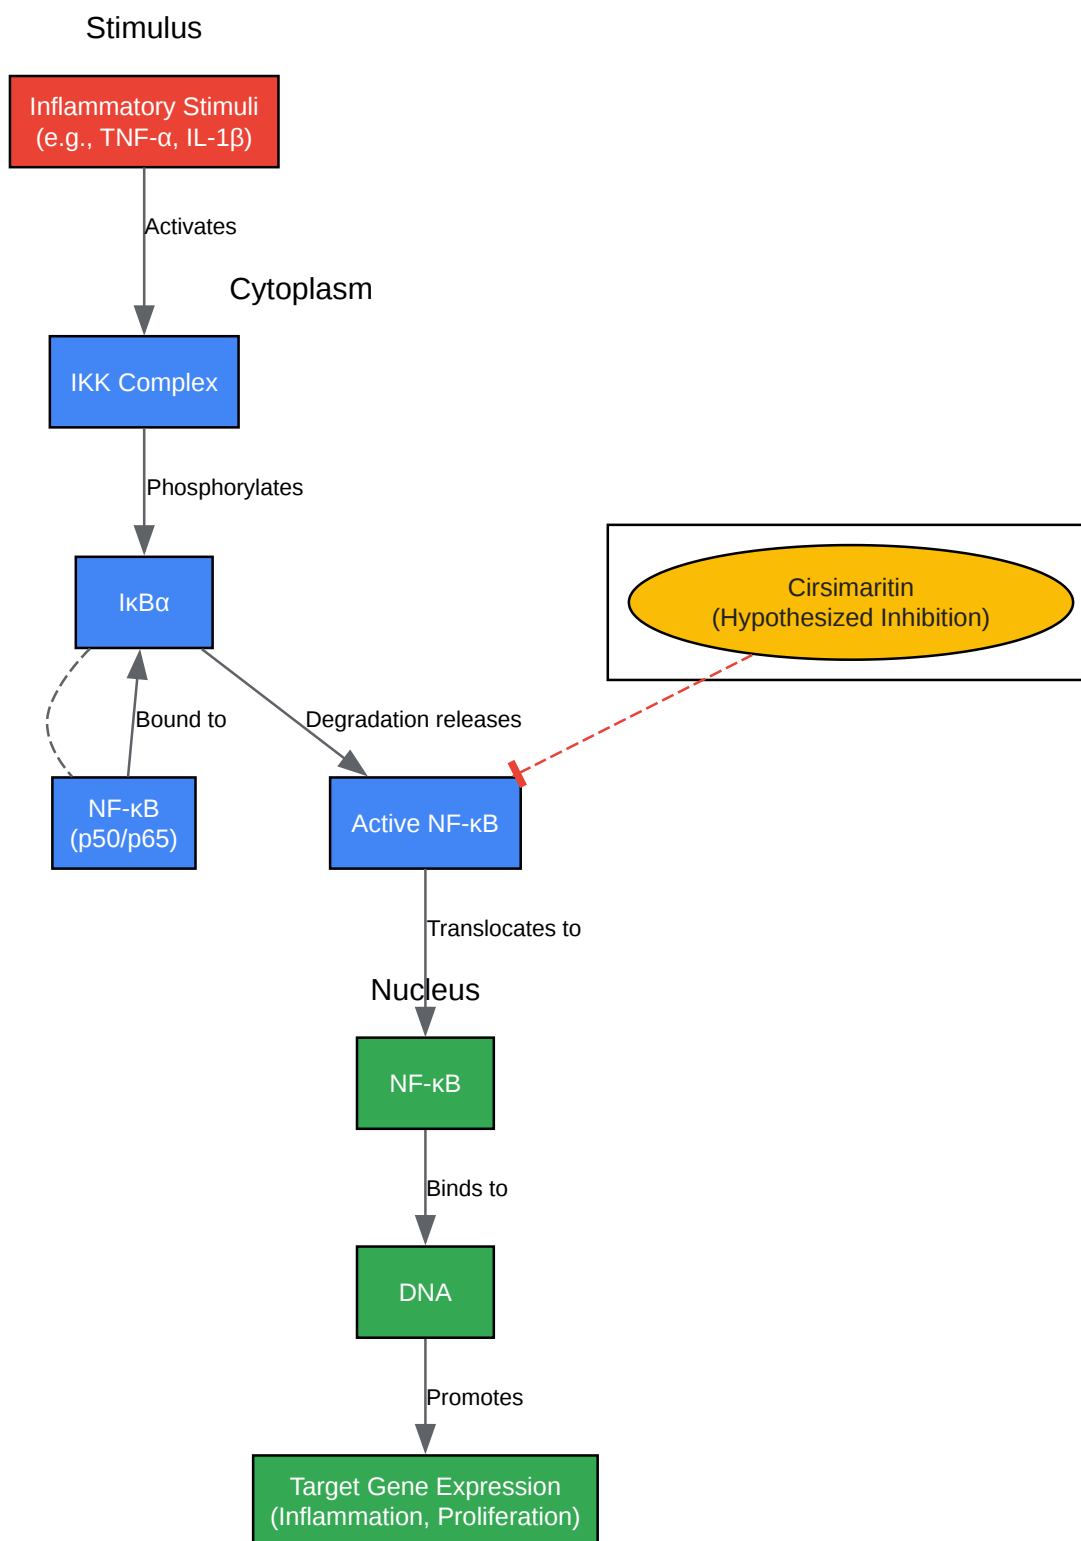 Stimulus
Inflammatory Stimuli
(e.g., TNF-α, IL-1β)
Activates
Cytoplasm
IKK Complex
Phosphorylates
IκBα
Cirsimaritin
(Hypothesized Inhibition)
Bound to
Degradation releases
NF-κB
(p50/p65)
Active NF-κB
Translocates to
Nucleus
NF-κB
Binds to
DNA
Promotes
Target Gene Expression
(Inflammation, Proliferation)